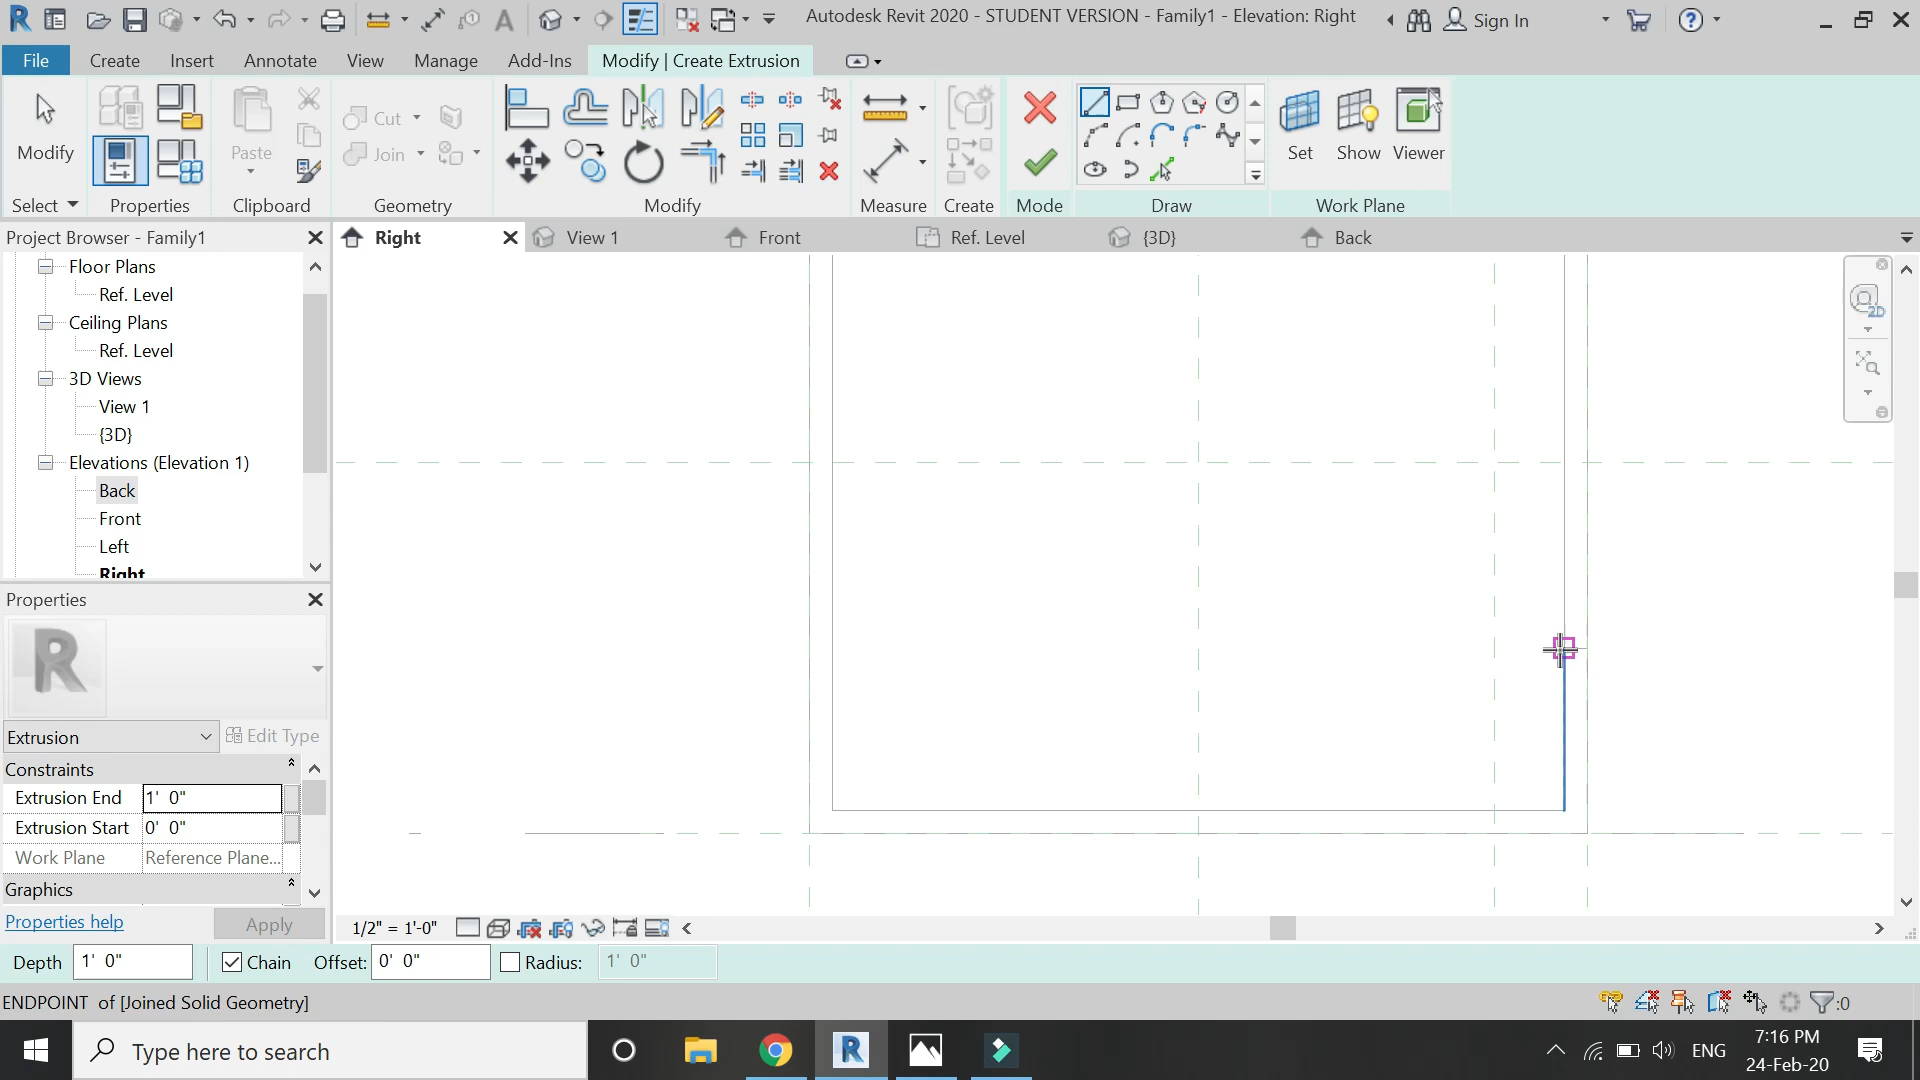 Autodesk Revit 2020 - STUDENT VERSION - Family1 - Elevation: Right
Sign In
File
Create
Insert
Annotate
View
Manage
Add-Ins
Modify | Create Extrusion
Modify
Paste
Cut
Join
Set
Show
Viewer
Select
Properties
Clipboard
Geometry
Modify
Measure
Create
Mode
Draw
Work Plane
Project Browser - Family1
Right
View 1
Front
Ref. Level
{3D}
Back
Floor Plans
Ref. Level
Ceiling Plans
Ref. Level
3D Views
View 1
{3D}
Elevations (Elevation 1)
Back
Front
Left
Right
2D
Properties
R
Extrusion
Edit Type
Constraints
Extrusion End
1' 0"
Extrusion Start
0' 0"
Work Plane
Reference Plane...
Graphics
Properties help
Apply
1/2" = 1'-0"
Depth
1' 0"
Chain
Offset:
0' 0"
Radius:
1' 0"
ENDPOINT of [Joined Solid Geometry]
:0
Type here to search
ENG
7:16 PM
24-Feb-20